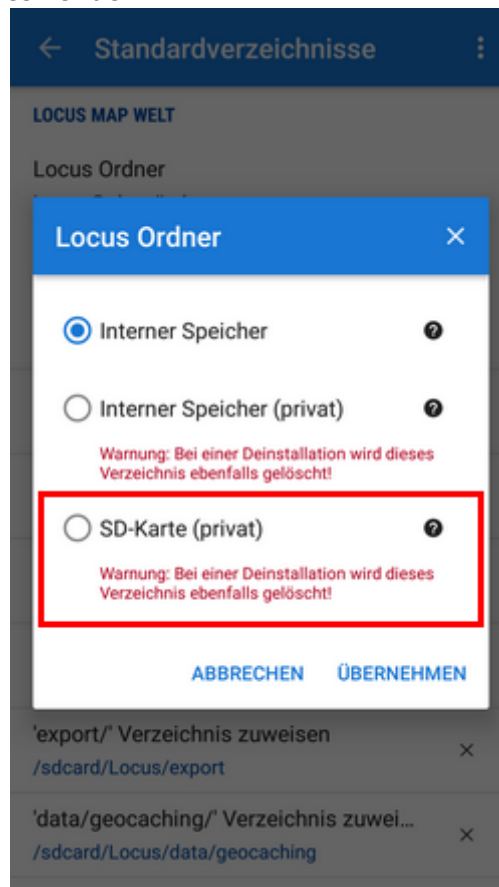 Standardverzeichnisse
LOCUS MAP WELT
Locus Ordner
Locus Ordner
Interner Speicher
Interner Speicher (privat)
Warnung: Bei einer Deinstallation wird dieses
Verzeichnis ebenfalls gelöscht!
SD-Karte (privat)
Warnung: Bei einer Deinstallation wird dieses
Verzeichnis ebenfalls gelöscht!
ABBRECHEN ÜBERNEHMEN
'export/' Verzeichnis zuweisen
/sdcard/Locus/export
'data/geocaching/' Verzeichnis zuwei...
/sdcard/Locus/data/geocaching